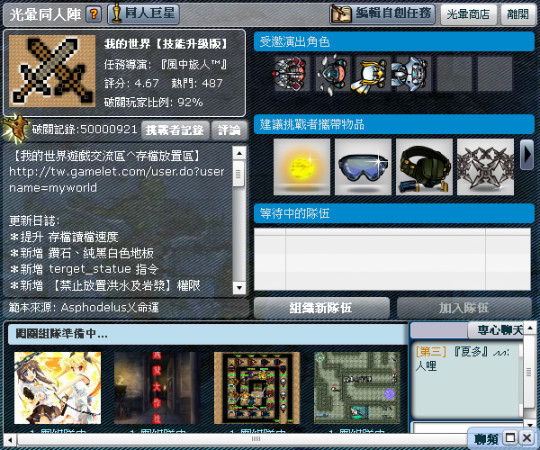 光暈同人陣
同人巨星
編輯自創任務
光暈商店
離開
我的世界【技能升級版】
任務導演: 『風中旅人™』
評分: 4.67 熱門: 487
破關玩家比例: 92%
破關記錄:50000921
挑戰者記錄
評論
【我的世界遊戲交流區^存檔放置區】
http://tw.gamelet.com/user.do?user
name=myworld
更新日誌:
＊提升 存檔讀檔速度
＊新增 鑽石、純黑白色地板
＊新增 terget_statue 指令
＊新增 【禁止放置洪水及岩漿】權限
範本來源: Asphodelus乂命運
受邀演出角色
建議挑戰者攜帶物品
等待中的隊伍
組織新隊伍
加入隊伍
闖關組隊準備中...
專心聊天
[第三] 『夏多』
人哩
聊頻